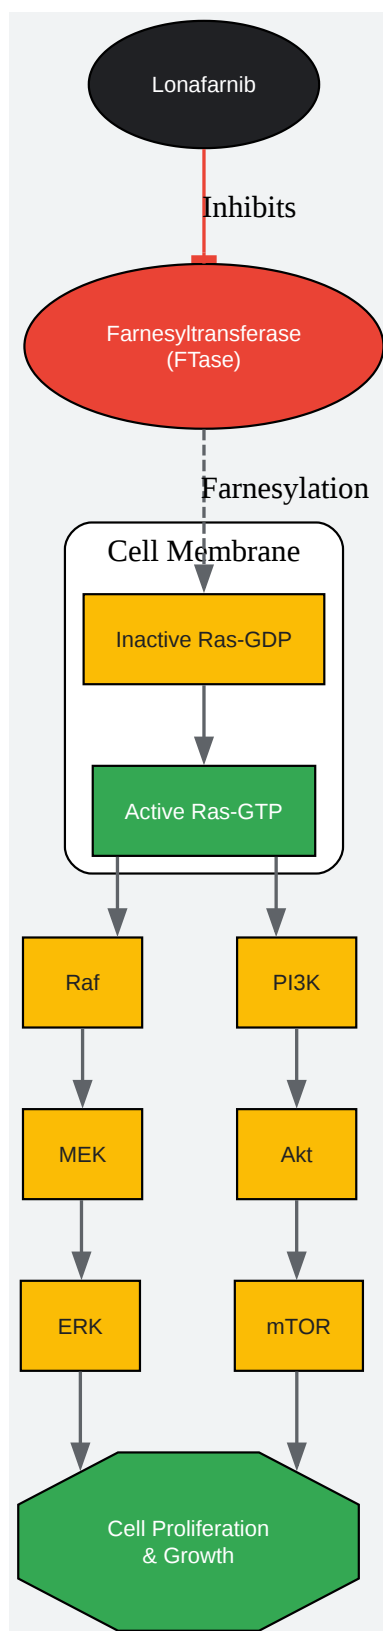 Lonafarnib
Inhibits
Farnesyltransferase
(FTase)
Farnesylation
Cell Membrane
Inactive Ras-GDP
Active Ras-GTP
Raf
PI3K
MEK
Akt
ERK
mTOR
Cell Proliferation
& Growth